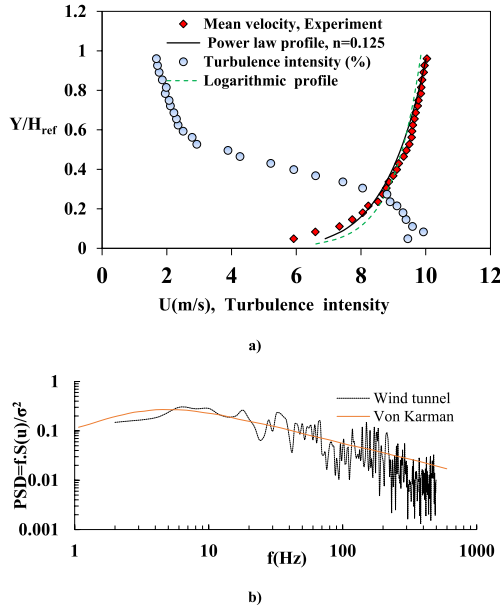 Mean velocity, Experiment
Power law profile, n=0.125
Turbulence intensity (%)
Logarithmic profile
1.2
1
0.8
Y/Href
0.6
0.4
0.2
0
0 2 4 6 8 10 12
U(m/s), Turbulence intensity
a)
Wind tunnel
Von Karman
PSD=f.S(u)/σ²
1
0.1
0.01
0.001
1 10 100 1000
f(Hz)
b)